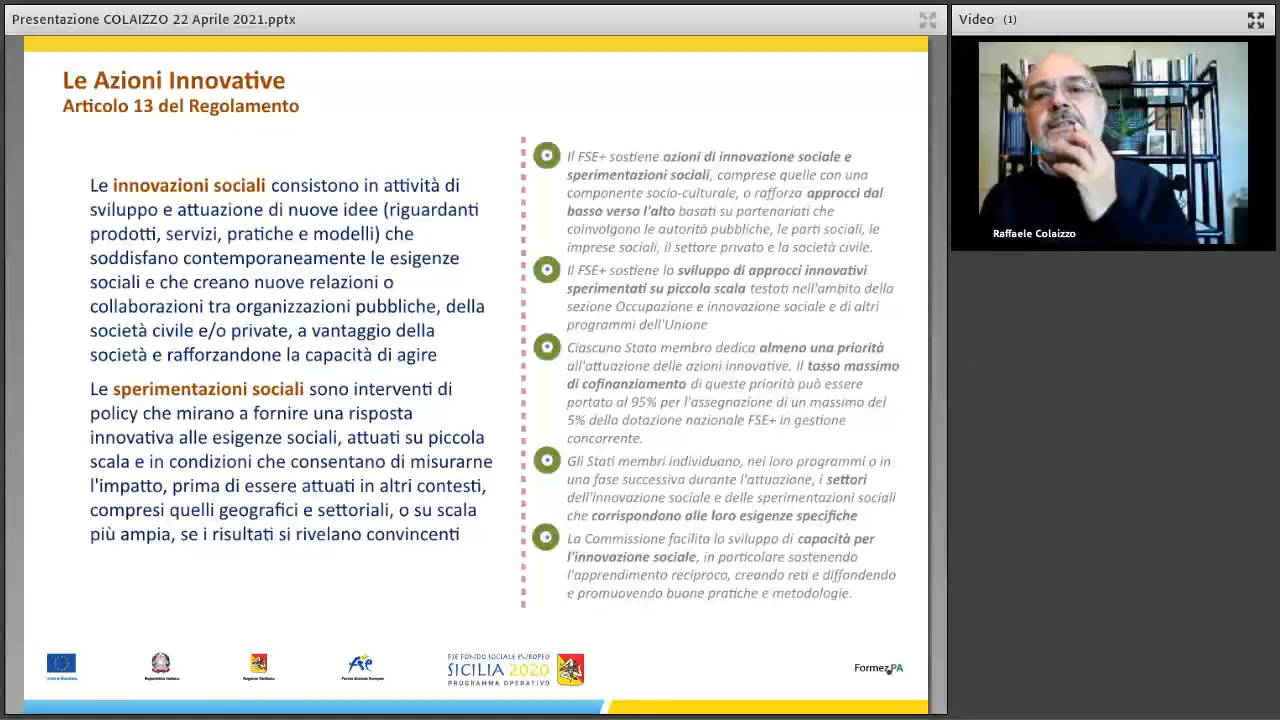 Presentazione COLAIZZO 22 Aprile 2021.pptx
Le Azioni Innovative
Articolo 13 del Regolamento
Le innovazioni sociali consistono in attività di
sviluppo e attuazione di nuove idee (riguardanti
prodotti, servizi, pratiche e modelli) che
soddisfano contemporaneamente le esigenze
sociali e che creano nuove relazioni o
collaborazioni tra organizzazioni pubbliche, della
società civile e/o private, a vantaggio della
società e rafforzandone la capacità di agire
Le sperimentazioni sociali sono interventi di
policy che mirano a fornire una risposta
innovativa alle esigenze sociali, attuati su piccola
scala e in condizioni che consentano di misurarne
l'impatto, prima di essere attuati in altri contesti,
compresi quelli geografici e settoriali, o su scala
più ampia, se i risultati si rivelano convincenti
Il FSE+ sostiene azioni di innovazione sociale e
sperimentazioni sociali, comprese quelle con una
componente socio-culturale, o rafforza approcci dal
basso verso l'alto basati su partenariati che
coinvolgono le autorità pubbliche, le parti sociali, le
imprese sociali, il settore privato e la società civile.
Il FSE+ sostiene lo sviluppo di approcci innovativi
sperimentati su piccola scala testati nell'ambito della
sezione Occupazione e innovazione sociale e di altri
programmi dell'Unione
Ciascuno Stato membro dedica almeno una priorità
all'attuazione delle azioni innovative. Il tasso massimo
di cofinanziamento di queste priorità può essere
portato al 95% per l'assegnazione di un massimo del
5% della dotazione nazionale FSE+ in gestione
concorrente.
Gli Stati membri individuano, nei loro programmi o in
una fase successiva durante l'attuazione, i settori
dell'innovazione sociale e delle sperimentazioni sociali
che corrispondono alle loro esigenze specifiche
La Commissione facilita lo sviluppo di capacità per
l'innovazione sociale, in particolare sostenendo
l'apprendimento reciproco, creando reti e diffondendo
e promuovendo buone pratiche e metodologie.
Unione Europea
Repubblica Italiana
Regione Siciliana
fse
Fondo Sociale Europeo
FSE FONDO SOCIALE EUROPEO
SICILIA 2020
PROGRAMMA OPERATIVO
FormezPA
Video (1)
Raffaele Colaizzo